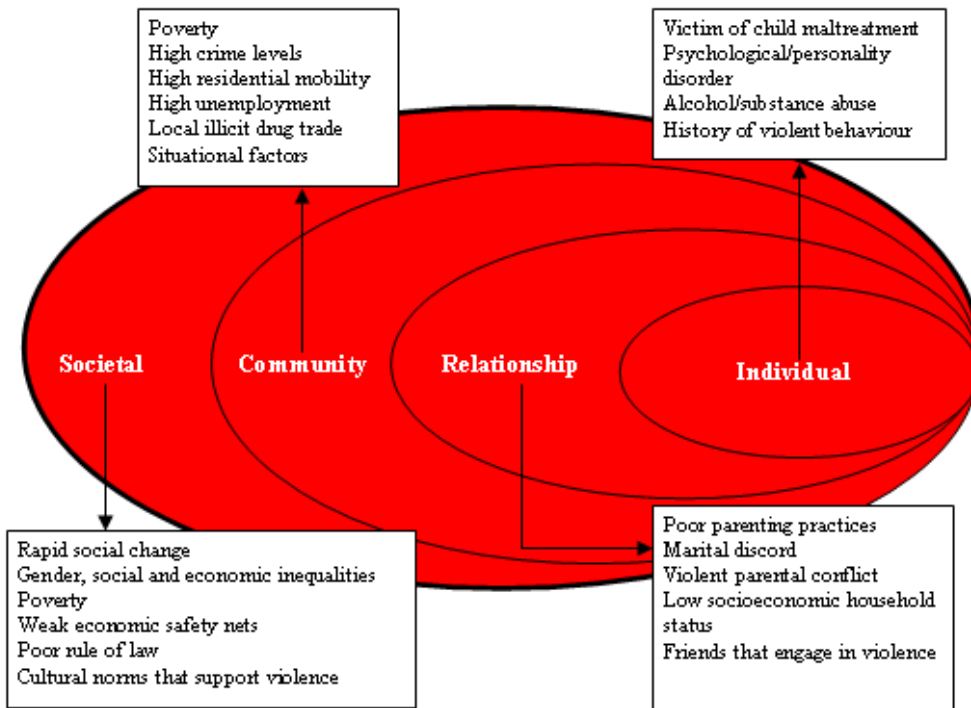 Poverty
High crime levels
High residential mobility
High unemployment
Local illicit drug trade
Situational factors
Victim of child maltreatment
Psychological/personality
disorder
Alcohol/substance abuse
History of violent behaviour
Societal
Community
Relationship
Individual
Rapid social change
Gender, social and economic inequalities
Poverty
Weak economic safety nets
Poor rule of law
Cultural norms that support violence
Poor parenting practices
Marital discord
Violent parental conflict
Low socioeconomic household
status
Friends that engage in violence